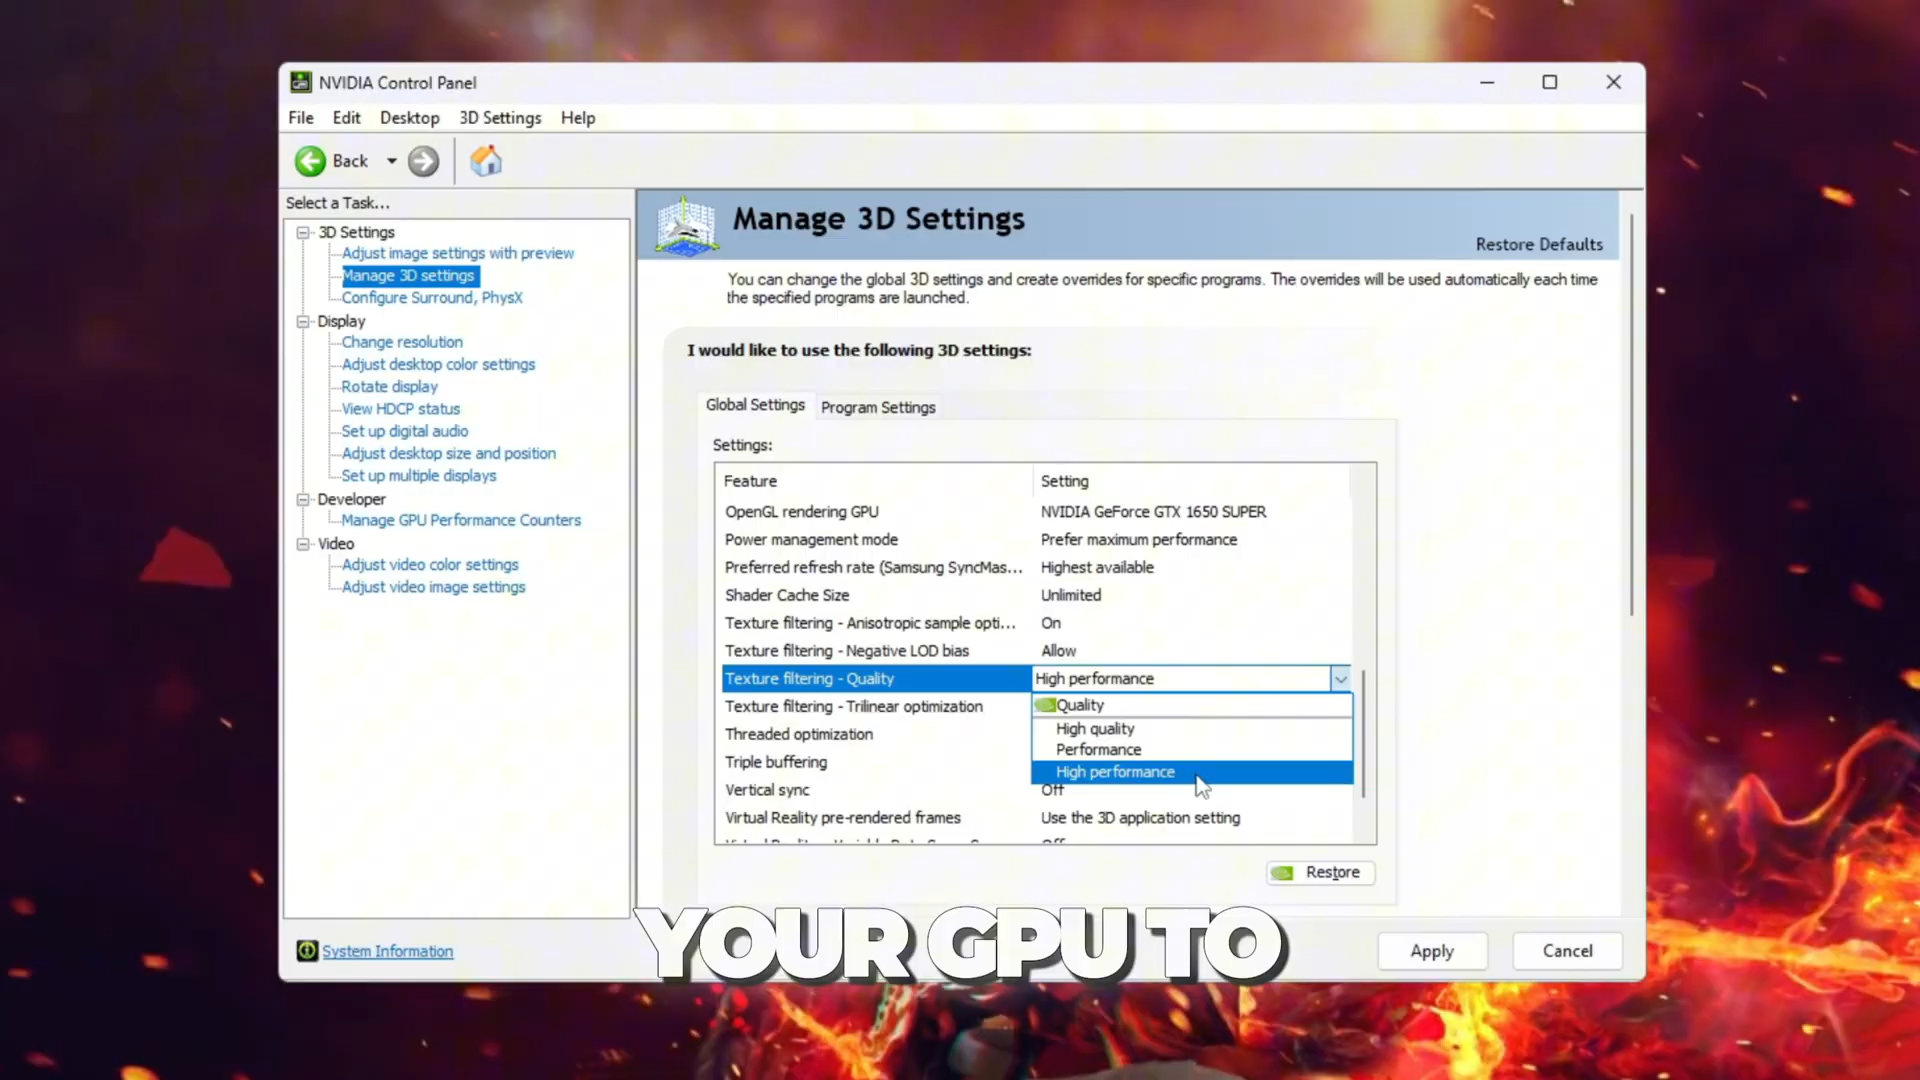 NVIDIA Control Panel
File Edit Desktop 3D Settings Help
Back
Select a Task...
3D Settings
Adjust image settings with preview
Manage 3D settings
Configure Surround, PhysX
Display
Change resolution
Adjust desktop color settings
Rotate display
View HDCP status
Set up digital audio
Adjust desktop size and position
Set up multiple displays
Developer
Manage GPU Performance Counters
Video
Adjust video color settings
Adjust video image settings
System Information
Manage 3D Settings
Restore Defaults
You can change the global 3D settings and create overrides for specific programs. The overrides will be used automatically each time
the specified programs are launched.
I would like to use the following 3D settings:
Global Settings Program Settings
Settings:
Feature Setting
OpenGL rendering GPU NVIDIA GeForce GTX 1650 SUPER
Power management mode Prefer maximum performance
Preferred refresh rate (Samsung SyncMas... Highest available
Shader Cache Size Unlimited
Texture filtering - Anisotropic sample opti... On
Texture filtering - Negative LOD bias Allow
Texture filtering - Quality High performance
Quality
Texture filtering - Trilinear optimization
High quality
Threaded optimization
Performance
Triple buffering
High performance
Vertical sync Off
Virtual Reality pre-rendered frames Use the 3D application setting
Restore
YOUR GPU TO
Apply Cancel